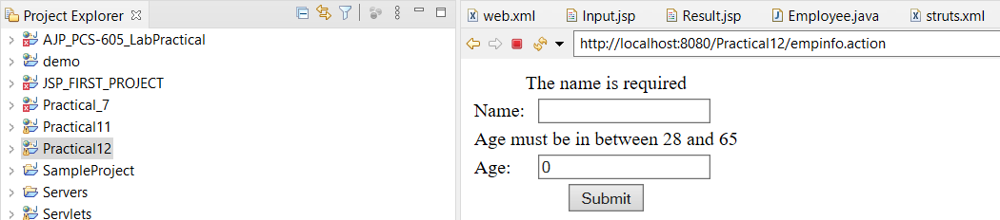 Project Explorer
AJP_PCS-605_LabPractical
demo
JSP_FIRST_PROJECT
Practical_7
Practical11
Practical12
SampleProject
Servers
Servlets
web.xml Input.jsp Result.jsp Employee.java struts.xml
http://localhost:8080/Practical12/empinfo.action
The name is required
Name:
Age must be in between 28 and 65
Age: 0
Submit